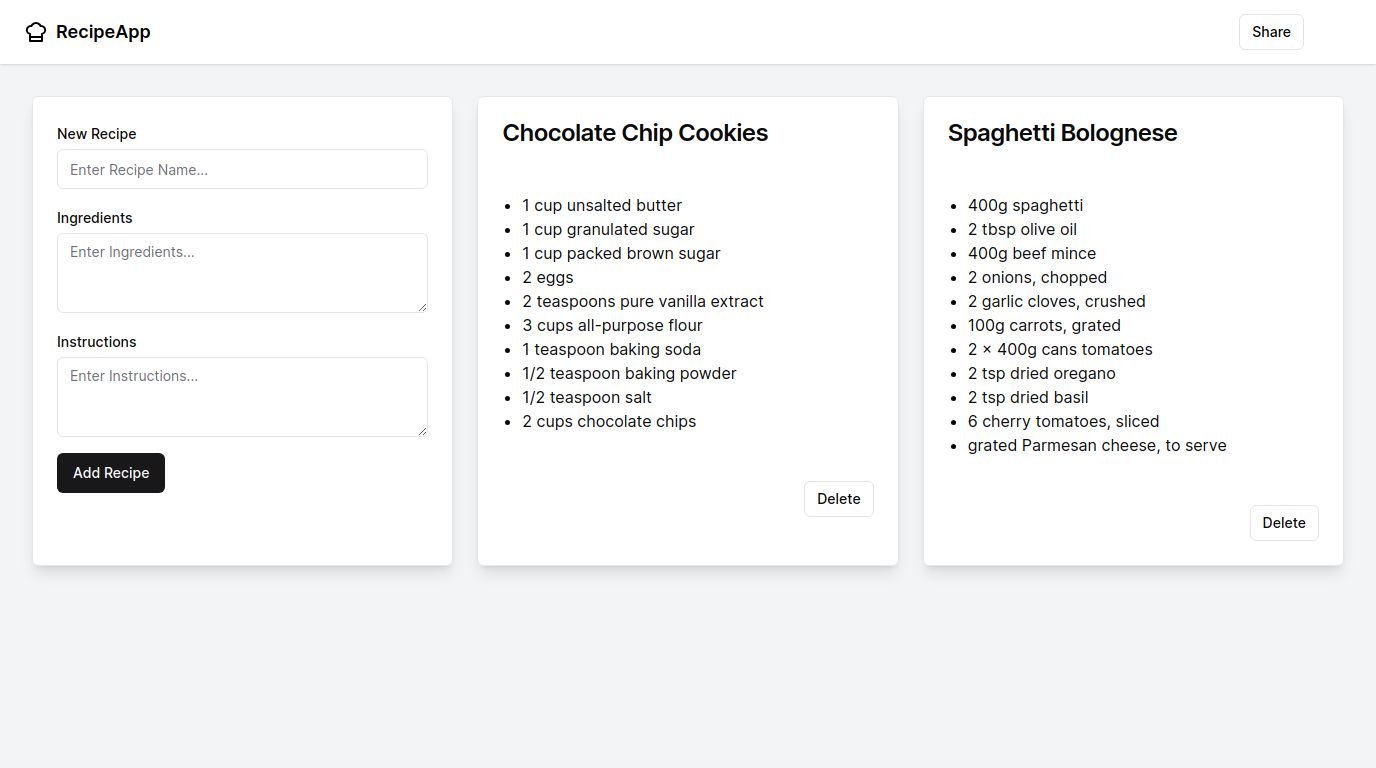 RecipeApp
Share
New Recipe
Enter Recipe Name...
Ingredients
Enter Ingredients...
Instructions
Enter Instructions...
Add Recipe
Chocolate Chip Cookies
1 cup unsalted butter
1 cup granulated sugar
1 cup packed brown sugar
2 eggs
2 teaspoons pure vanilla extract
3 cups all-purpose flour
1 teaspoon baking soda
1/2 teaspoon baking powder
1/2 teaspoon salt
2 cups chocolate chips
Delete
Spaghetti Bolognese
400g spaghetti
2 tbsp olive oil
400g beef mince
2 onions, chopped
2 garlic cloves, crushed
100g carrots, grated
2 × 400g cans tomatoes
2 tsp dried oregano
2 tsp dried basil
6 cherry tomatoes, sliced
grated Parmesan cheese, to serve
Delete